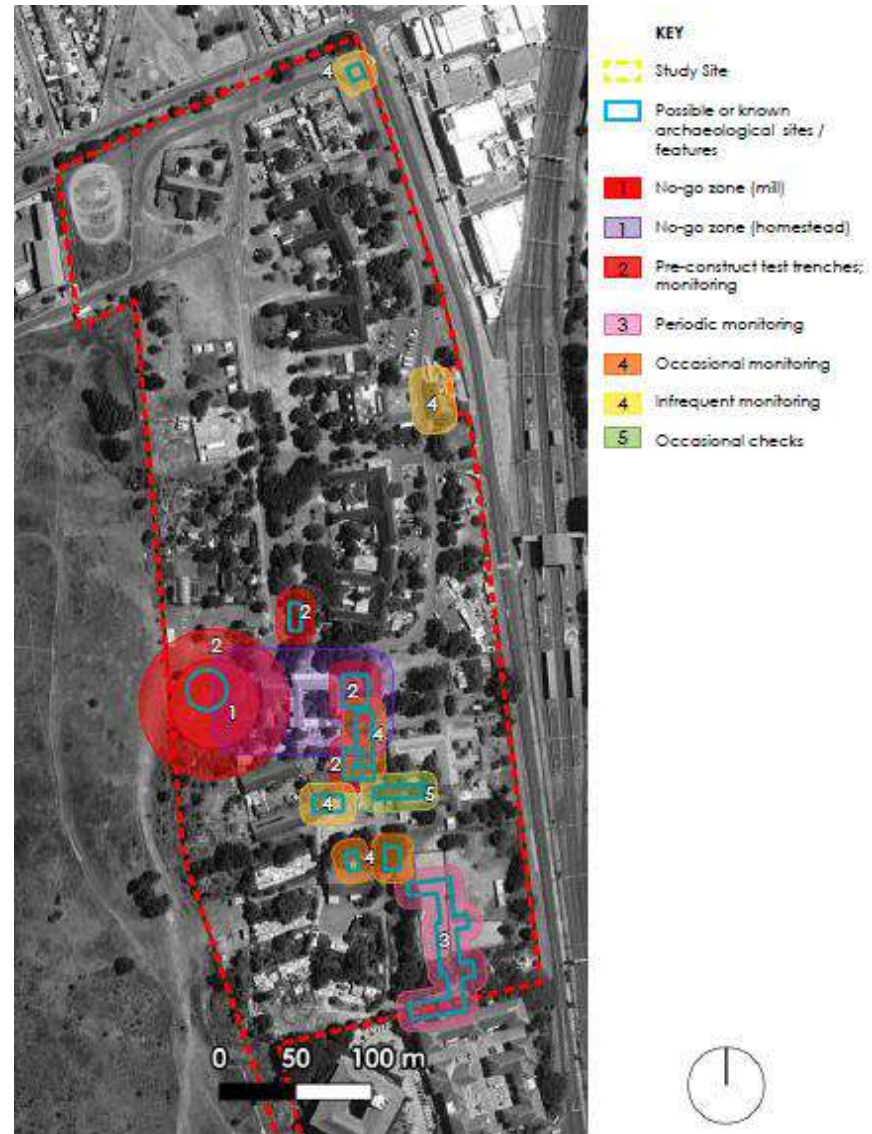 KEY
Study Site
Possible or known
archaeological sites /
features
1 No-go zone (mill)
1 No-go zone (homestead)
2 Pre-construct test trenches;
monitoring
3 Periodic monitoring
4 Occasional monitoring
4 Infrequent monitoring
5 Occasional checks
4
4
2
2
1
2
4
2
5
4
4
3
0 50 100 m